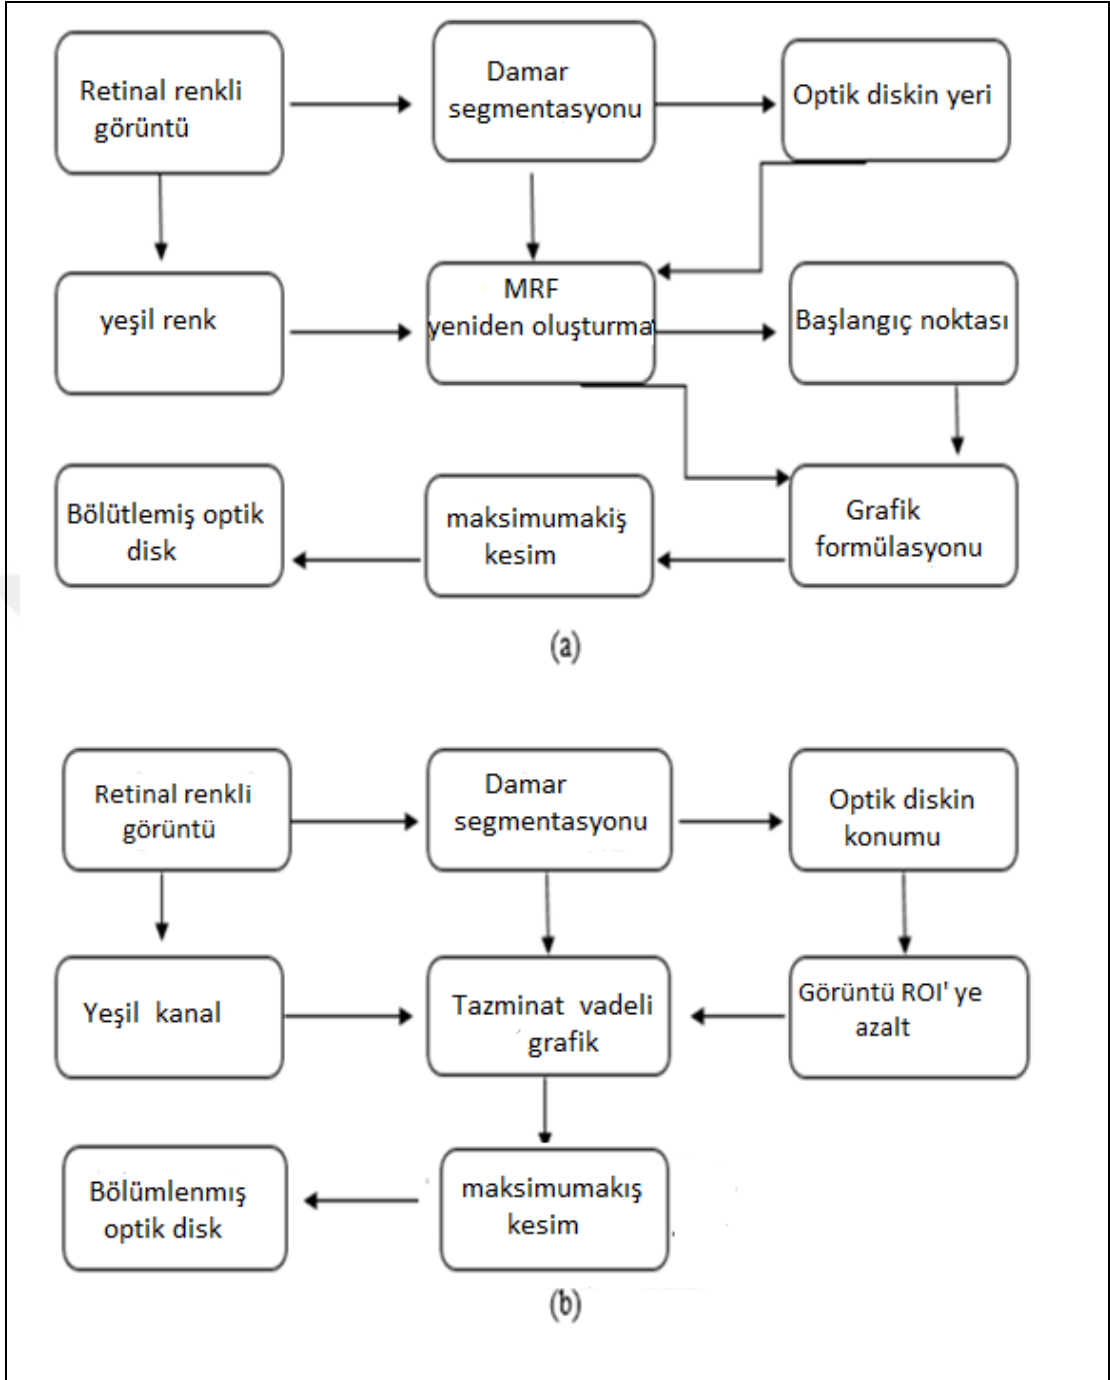 Retinal renkli
görüntü
Damar
segmentasyonu
Optik diskin yeri
yeşil renk
MRF
yeniden oluşturma
Başlangıç noktası
Bölütlemiş optik
disk
maksimumakiş
kesim
Grafik
formülasyonu
(a)
Retinal renkli
görüntü
Damar
segmentasyonu
Optik diskin
konumu
Yeşil kanal
Tazminat vadeli
grafik
Görüntü ROI' ye
azalt
Bölümlenmış
optik disk
maksimumakış
kesim
(b)